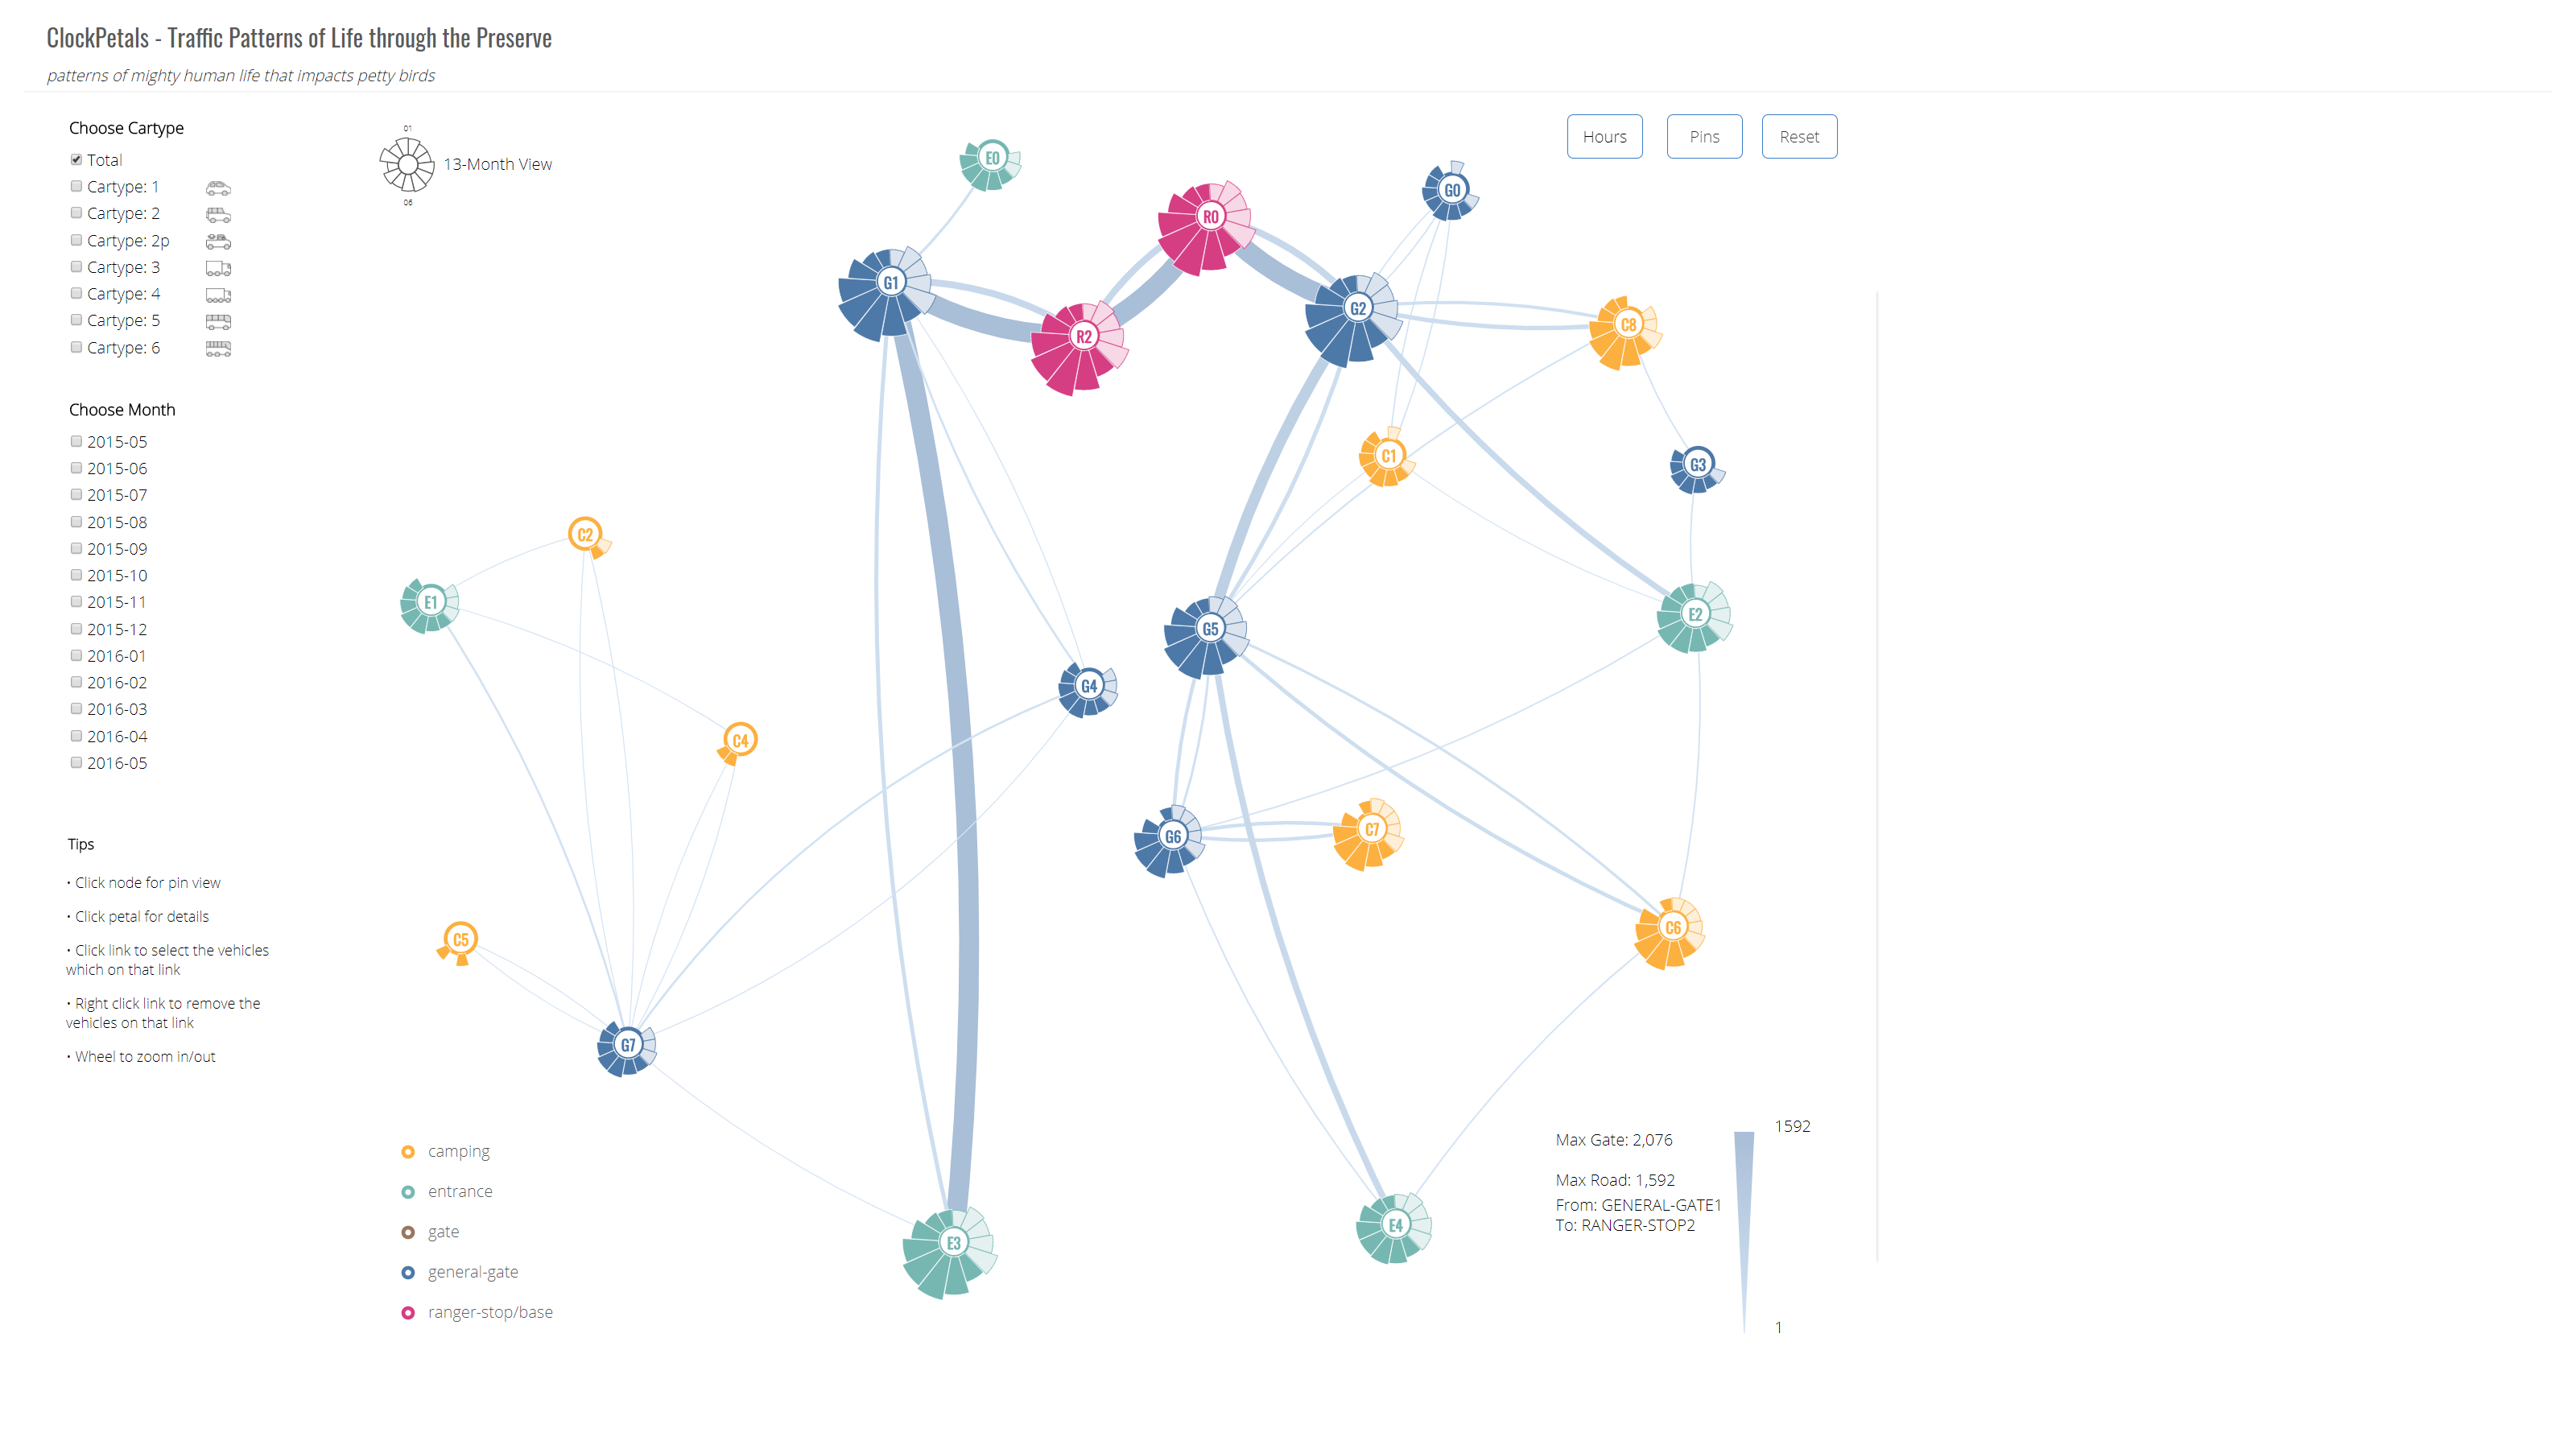 ClockPetals - Traffic Patterns of Life through the Preserve
patterns of mighty human life that impacts petty birds
Choose Cartype
Total
Cartype: 1
Cartype: 2
Cartype: 2p
Cartype: 3
Cartype: 4
Cartype: 5
Cartype: 6
Choose Month
2015-05
2015-06
2015-07
2015-08
2015-09
2015-10
2015-11
2015-12
2016-01
2016-02
2016-03
2016-04
2016-05
Tips
• Click node for pin view
• Click petal for details
• Click link to select the vehicles
which on that link
• Right click link to remove the
vehicles on that link
• Wheel to zoom in/out
01
13-Month View
06
Hours
Pins
Reset
E0
G0
R0
G1
G2
R2
C8
C1
G3
C2
E1
E2
G5
G4
C4
C7
G6
C6
C5
G7
E4
E3
camping
entrance
gate
general-gate
ranger-stop/base
Max Gate: 2,076
Max Road: 1,592
From: GENERAL-GATE1
To: RANGER-STOP2
1592
1